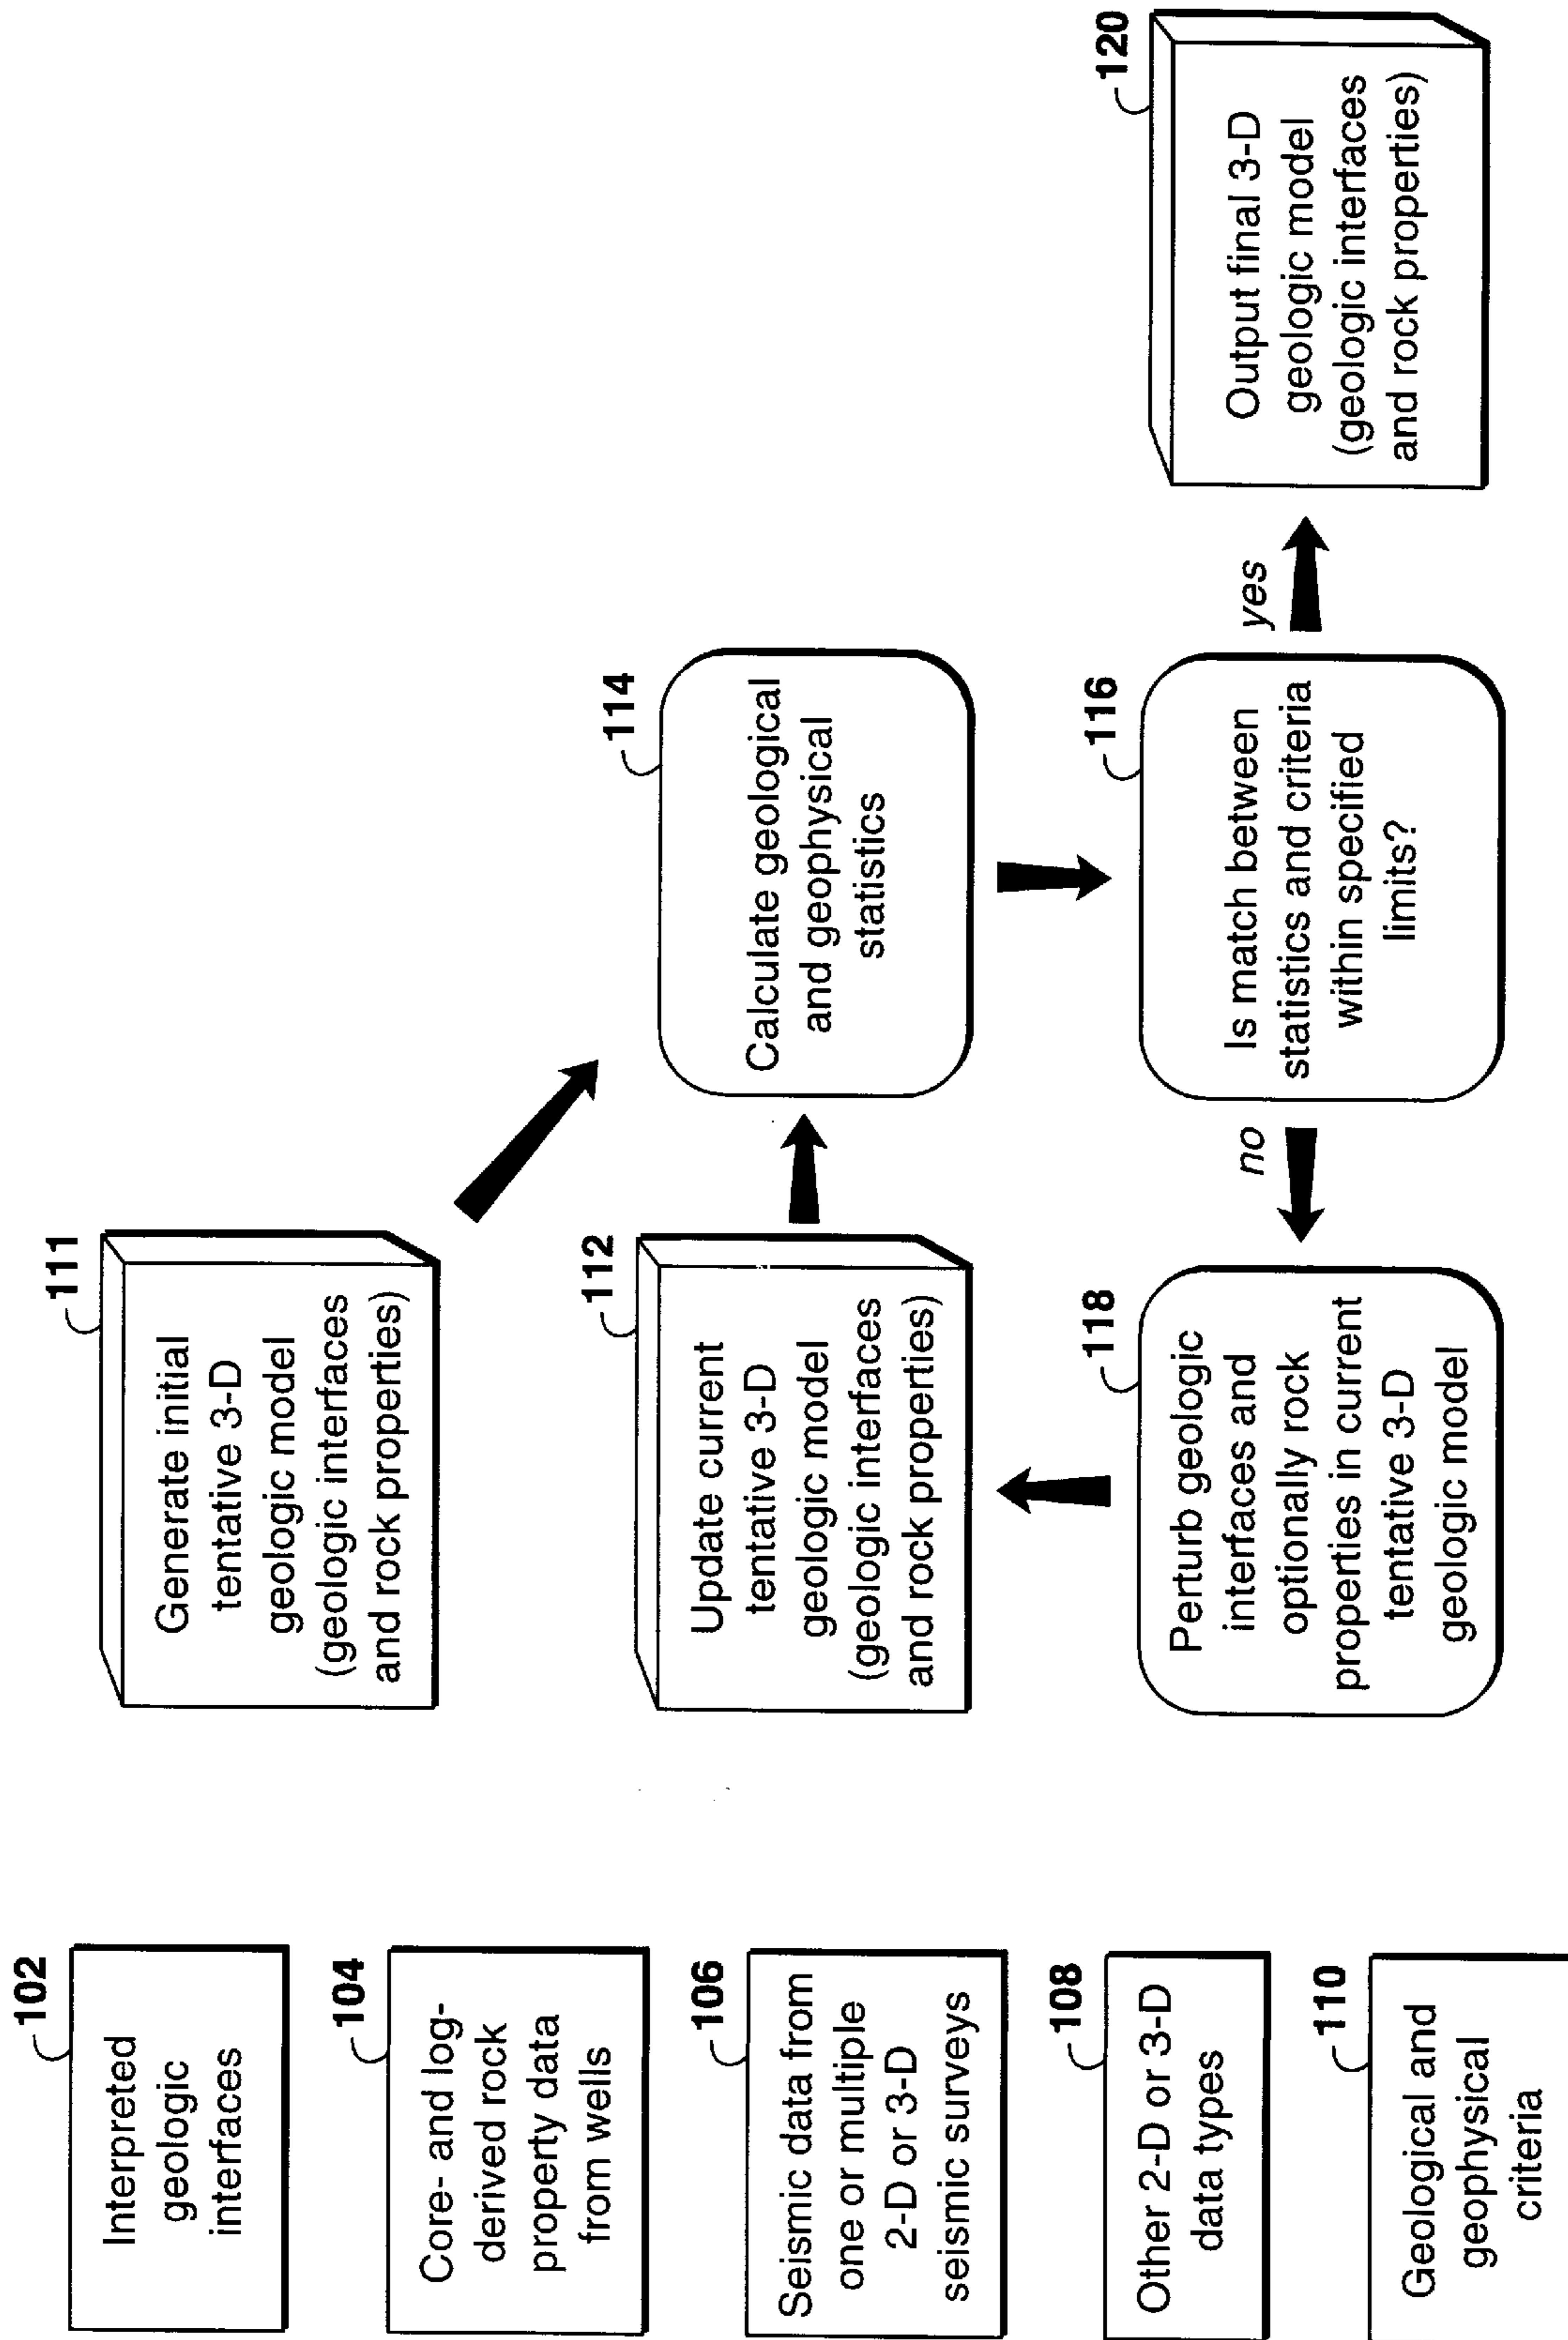 102
Interpreted
geologic
interfaces
104
Core- and log-
derived rock
property data
from wells
106
Seismic data from
one or multiple
2-D or 3-D
seismic surveys
108
Other 2-D or 3-D
data types
110
Geological and
geophysical
criteria
111
Generate initial
tentative 3-D
geologic model
(geologic interfaces
and rock properties)
112
Update current
tentative 3-D
geologic model
(geologic interfaces
and rock properties)
118
Perturb geologic
interfaces and
optionally rock
properties in current
tentative 3-D
geologic model
114
Calculate geological
and geophysical
statistics
116
Is match between
statistics and criteria
within specified
limits?
no
yes
120
Output final 3-D
geologic model
(geologic interfaces
and rock properties)